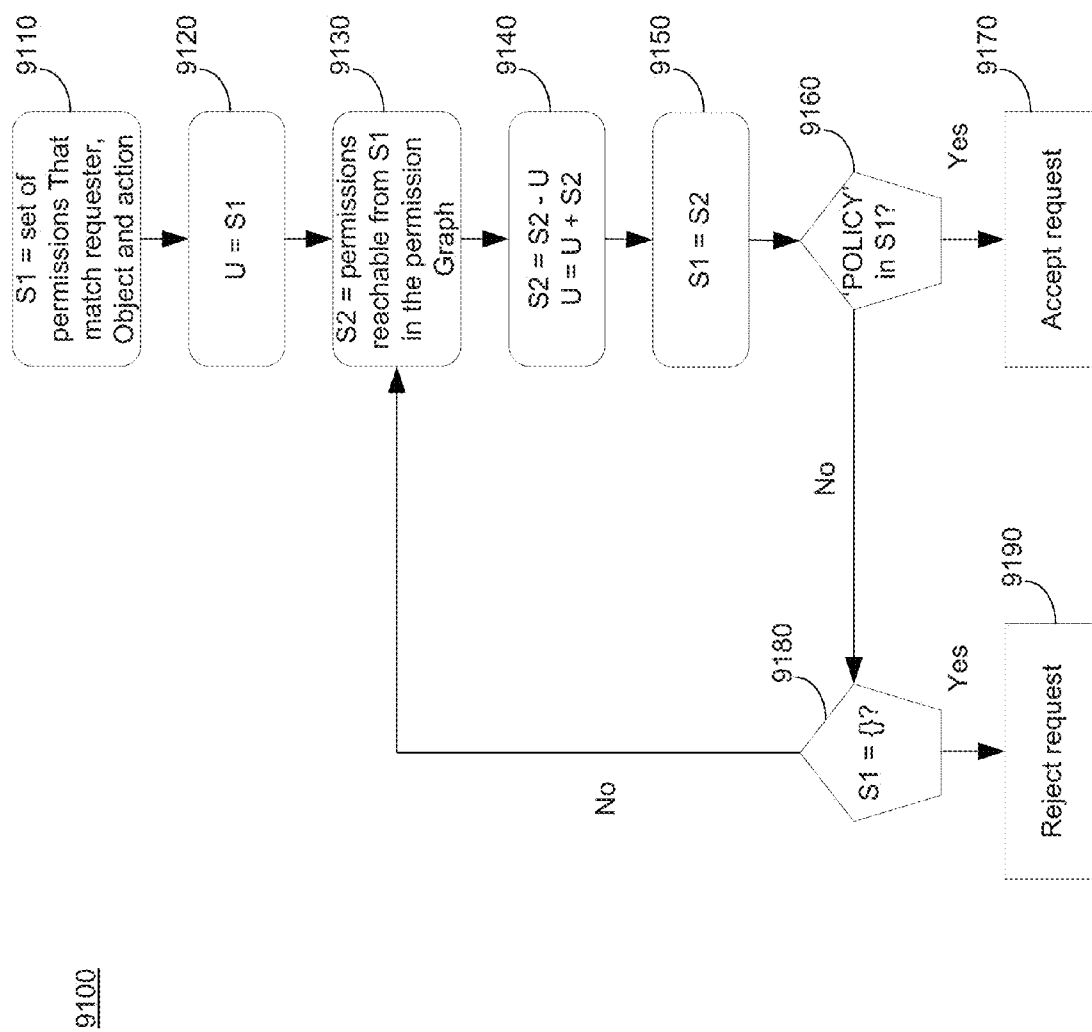 9100
S1 = set of
permissions That
match requester,
Object and action
9110
U = S1
9120
S2 = permissions
reachable from S1
in the permission
Graph
9130
S2 = S2 - U
U = U + S2
9140
S1 = S2
9150
"POLICY"
in S1?
9160
Yes
Accept request
9170
No
S1 = {}?
9180
No
Yes
Reject request
9190